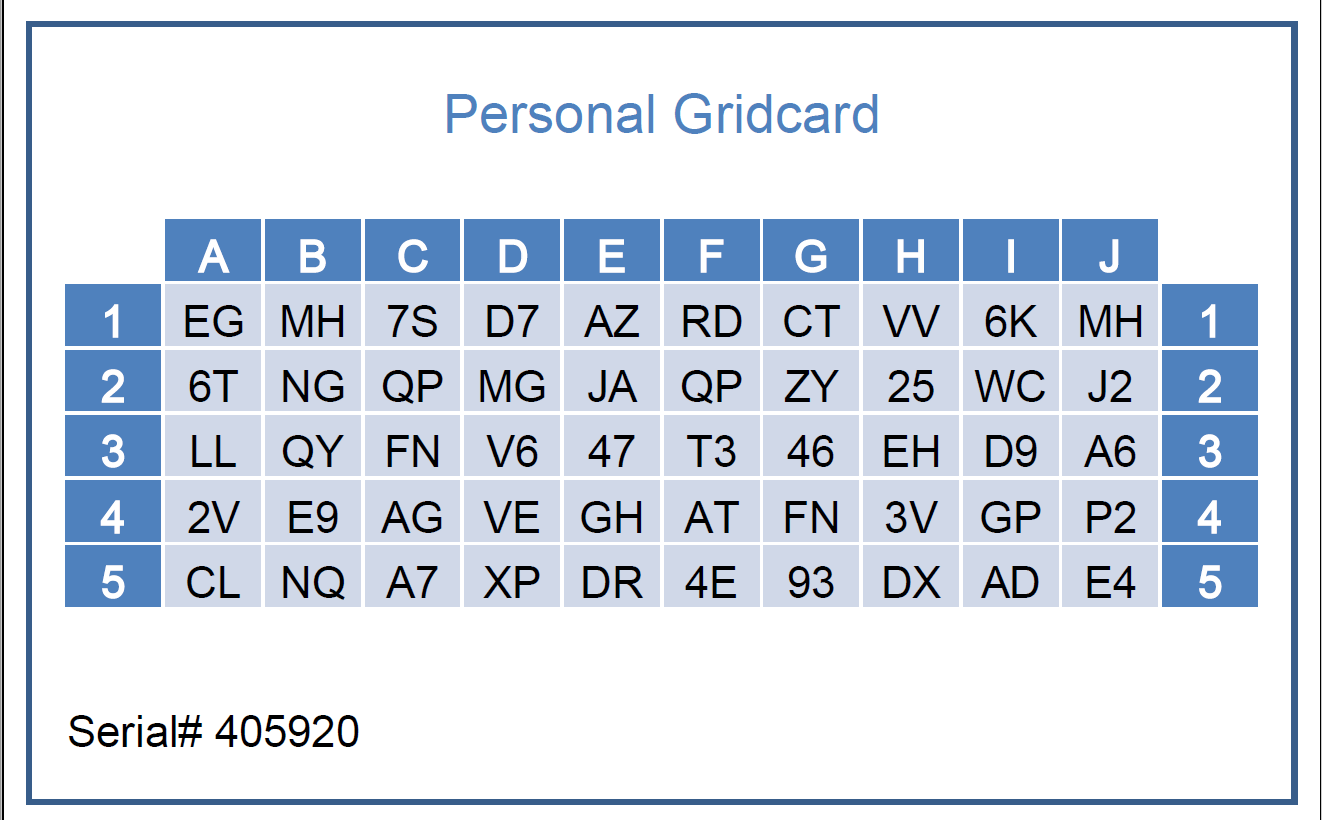 Personal Gridcard
A B C D E F G H I J
1 EG MH 7S D7 AZ RD CT VV 6K MH 1
2 6T NG QP MG JA QP ZY 25 WC J2 2
3 LL QY FN V6 47 T3 46 EH D9 A6 3
4 2V E9 AG VE GH AT FN 3V GP P2 4
5 CL NQ A7 XP DR 4E 93 DX AD E4 5
Serial# 405920